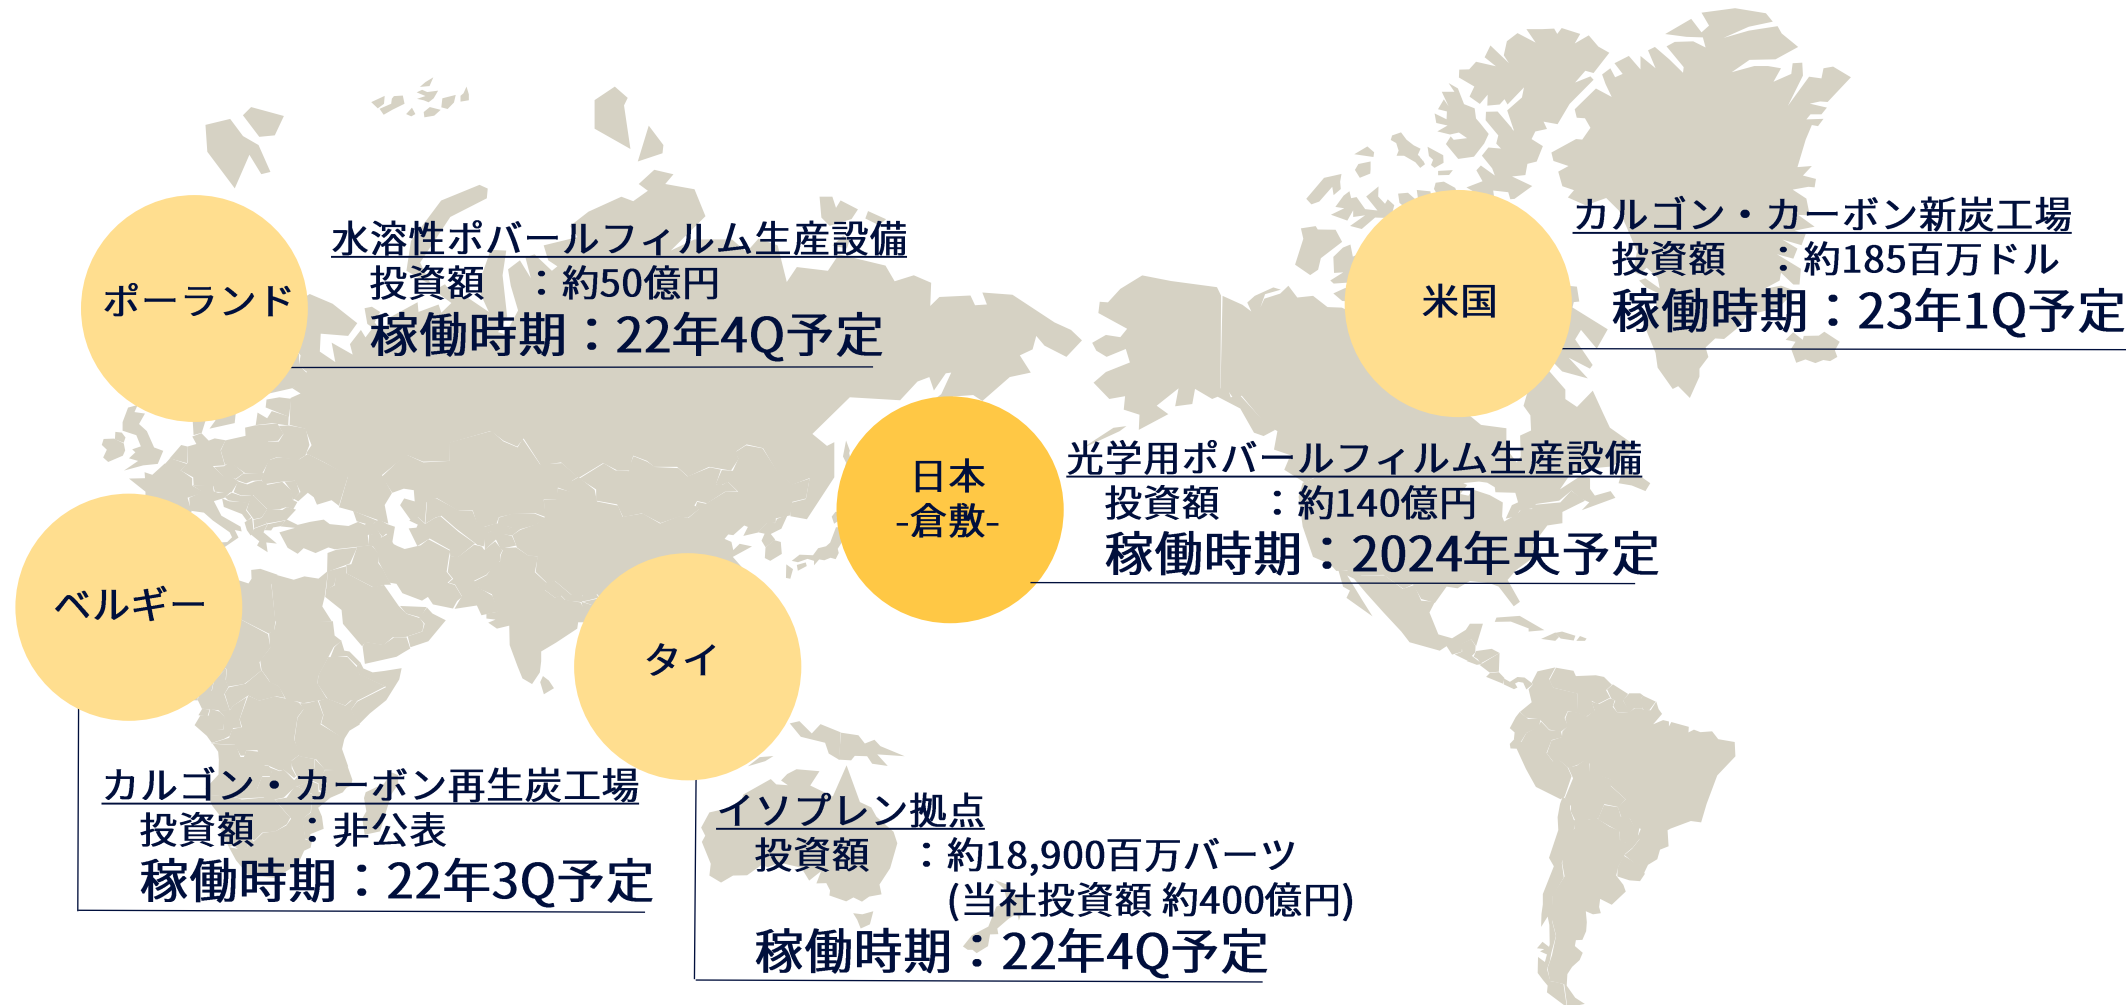 ポーランド
水溶性ポバールフィルム生産設備
投資額　：約50億円
稼働時期：22年4Q予定
米国
カルゴン・カーボン新炭工場
投資額　：約185百万ドル
稼働時期：23年1Q予定
日本
-倉敷-
光学用ポバールフィルム生産設備
投資額　：約140億円
稼働時期：2024年央予定
ベルギー
カルゴン・カーボン再生炭工場
投資額　：非公表
稼働時期：22年3Q予定
タイ
イソプレン拠点
投資額　：約18,900百万バーツ
(当社投資額 約400億円)
稼働時期：22年4Q予定